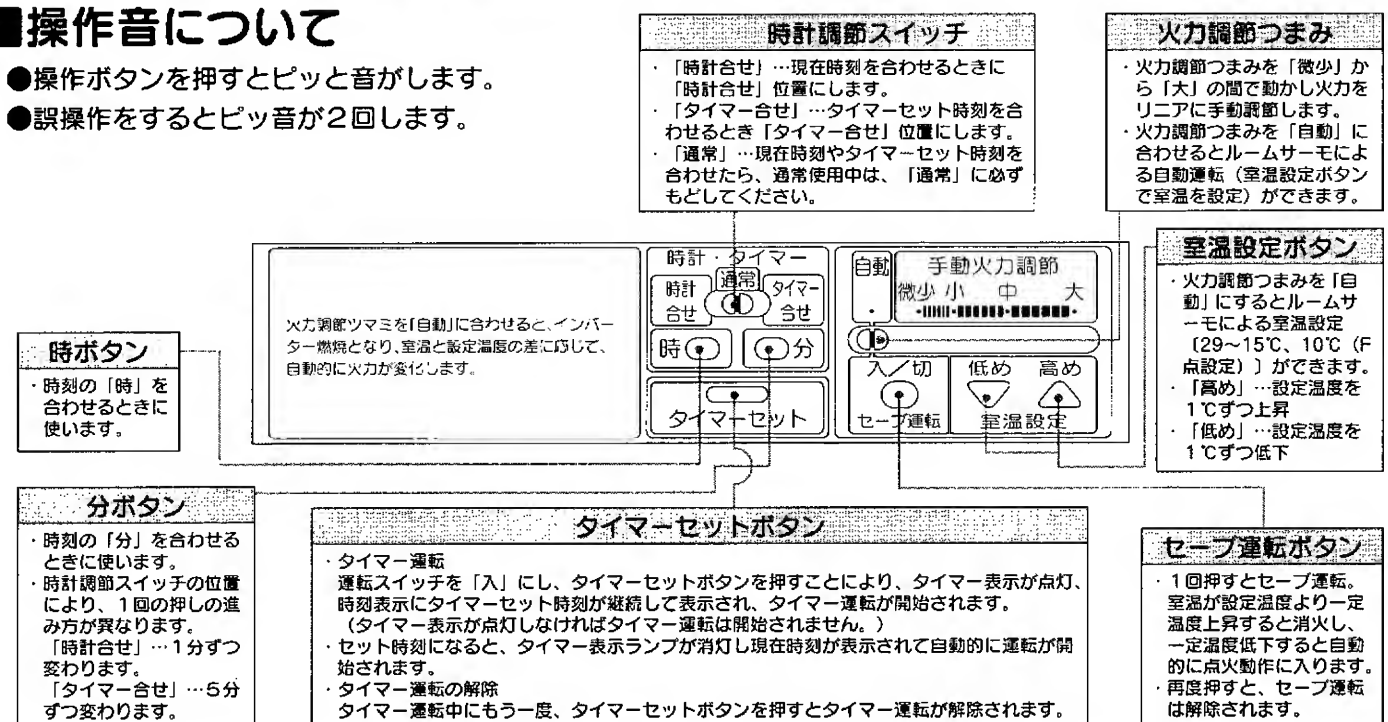 ■操作音について
●操作ボタンを押すとピッと音がします。
●誤操作をするとピッ音が2回します。
時計調節スイッチ
・「時計合せ」…現在時刻を合わせるときに
「時計合せ」位置にします。
・「タイマー合せ」…タイマーセット時刻を合
わせるとき「タイマー合せ」位置にします。
・「通常」…現在時刻やタイマーセット時刻を
合わせたら、通常使用中は、「通常」に必ず
もどしてください。
火力調節つまみ
・火力調節つまみを「微少」か
ら「大」の間で動かし火力を
リニアに手動調節します。
・火力調節つまみを「自動」に
合わせるとルームサーモによ
る自動運転（室温設定ボタン
で室温を設定）ができます。
室温設定ボタン
・火力調節つまみを「自
動」にするとルームサ
ーモによる室温設定
〔29～15℃、10℃（F
点設定）〕ができます。
・「高め」…設定温度を
1℃ずつ上昇
・「低め」…設定温度を
1℃ずつ低下
火力調節ツマミを「自動」に合わせると、インバー
ター燃焼となり、室温と設定温度の差に応じて、
自動的に火力が変化します。
時計・タイマー
時計
合せ
通常
タイマー
合せ
時
分
タイマーセット
自動
手動火力調節
微少 小 中 大
入／切
セーブ運転
低め 高め
室温設定
時ボタン
・時刻の「時」を
合わせるときに
使います。
分ボタン
・時刻の「分」を合わせる
ときに使います。
・時計調節スイッチの位置
により、1回の押しの進
み方が異なります。
「時計合せ」…1分ずつ
変わります。
「タイマー合せ」…5分
ずつ変わります。
タイマーセットボタン
・タイマー運転
運転スイッチを「入」にし、タイマーセットボタンを押すことにより、タイマー表示が点灯、
時刻表示にタイマーセット時刻が継続して表示され、タイマー運転が開始されます。
（タイマー表示が点灯しなければタイマー運転は開始されません。）
・セット時刻になると、タイマー表示ランプが消灯し現在時刻が表示されて自動的に運転が開
始されます。
・タイマー運転の解除
タイマー運転中にもう一度、タイマーセットボタンを押すとタイマー運転が解除されます。
セーブ運転ボタン
・1回押すとセーブ運転。
室温が設定温度より一定
温度上昇すると消火し、
一定温度低下すると自動
的に点火動作に入ります。
・再度押すと、セーブ運転
は解除されます。